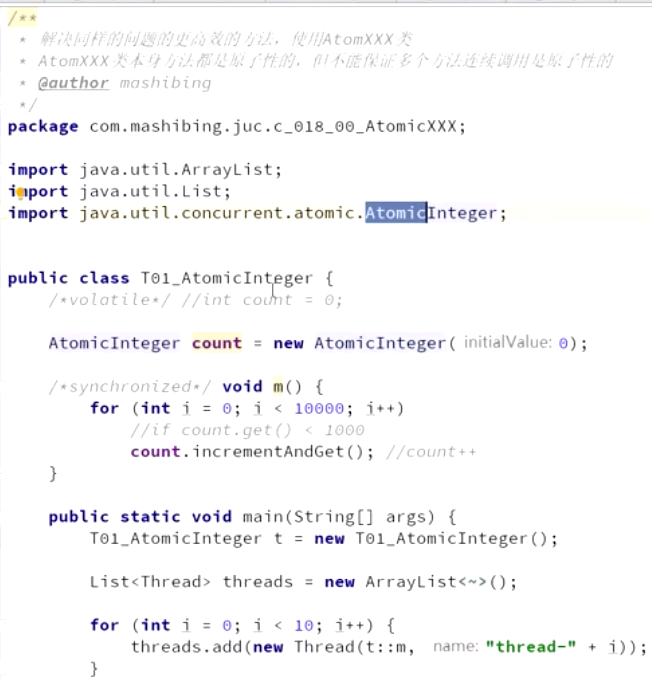 /**
 * 解决同样的问题的更高效的方法，使用AtomXXX类
 * AtomXXX类本身方法都是原子性的，但不能保证多个方法连续调用是原子性的
 * @author mashibing
 */
package com.mashibing.juc.c_018_00_AtomicXXX;

import java.util.ArrayList;
import java.util.List;
import java.util.concurrent.atomic.AtomicInteger;

public class T01_AtomicInteger {
    /*volatile*/ //int count = 0;

    AtomicInteger count = new AtomicInteger( initialValue: 0);

    /*synchronized*/ void m() {
        for (int i = 0; i < 10000; i++)
            //if count.get() < 1000
            count.incrementAndGet(); //count++
    }

    public static void main(String[] args) {
        T01_AtomicInteger t = new T01_AtomicInteger();

        List<Thread> threads = new ArrayList<~>();

        for (int i = 0; i < 10; i++) {
            threads.add(new Thread(t::m, name: "thread-" + i));
        }